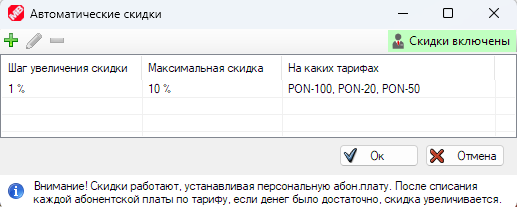 Автоматические скидки
Скидки включены
Шаг увеличения скидки Максимальная скидка На каких тарифах
1 % 10 % PON-100, PON-20, PON-50
Ок Отмена
Внимание! Скидки работают, устанавливая персональную абон.плату. После списания
каждой абонентской платы по тарифу, если денег было достаточно, скидка увеличивается.